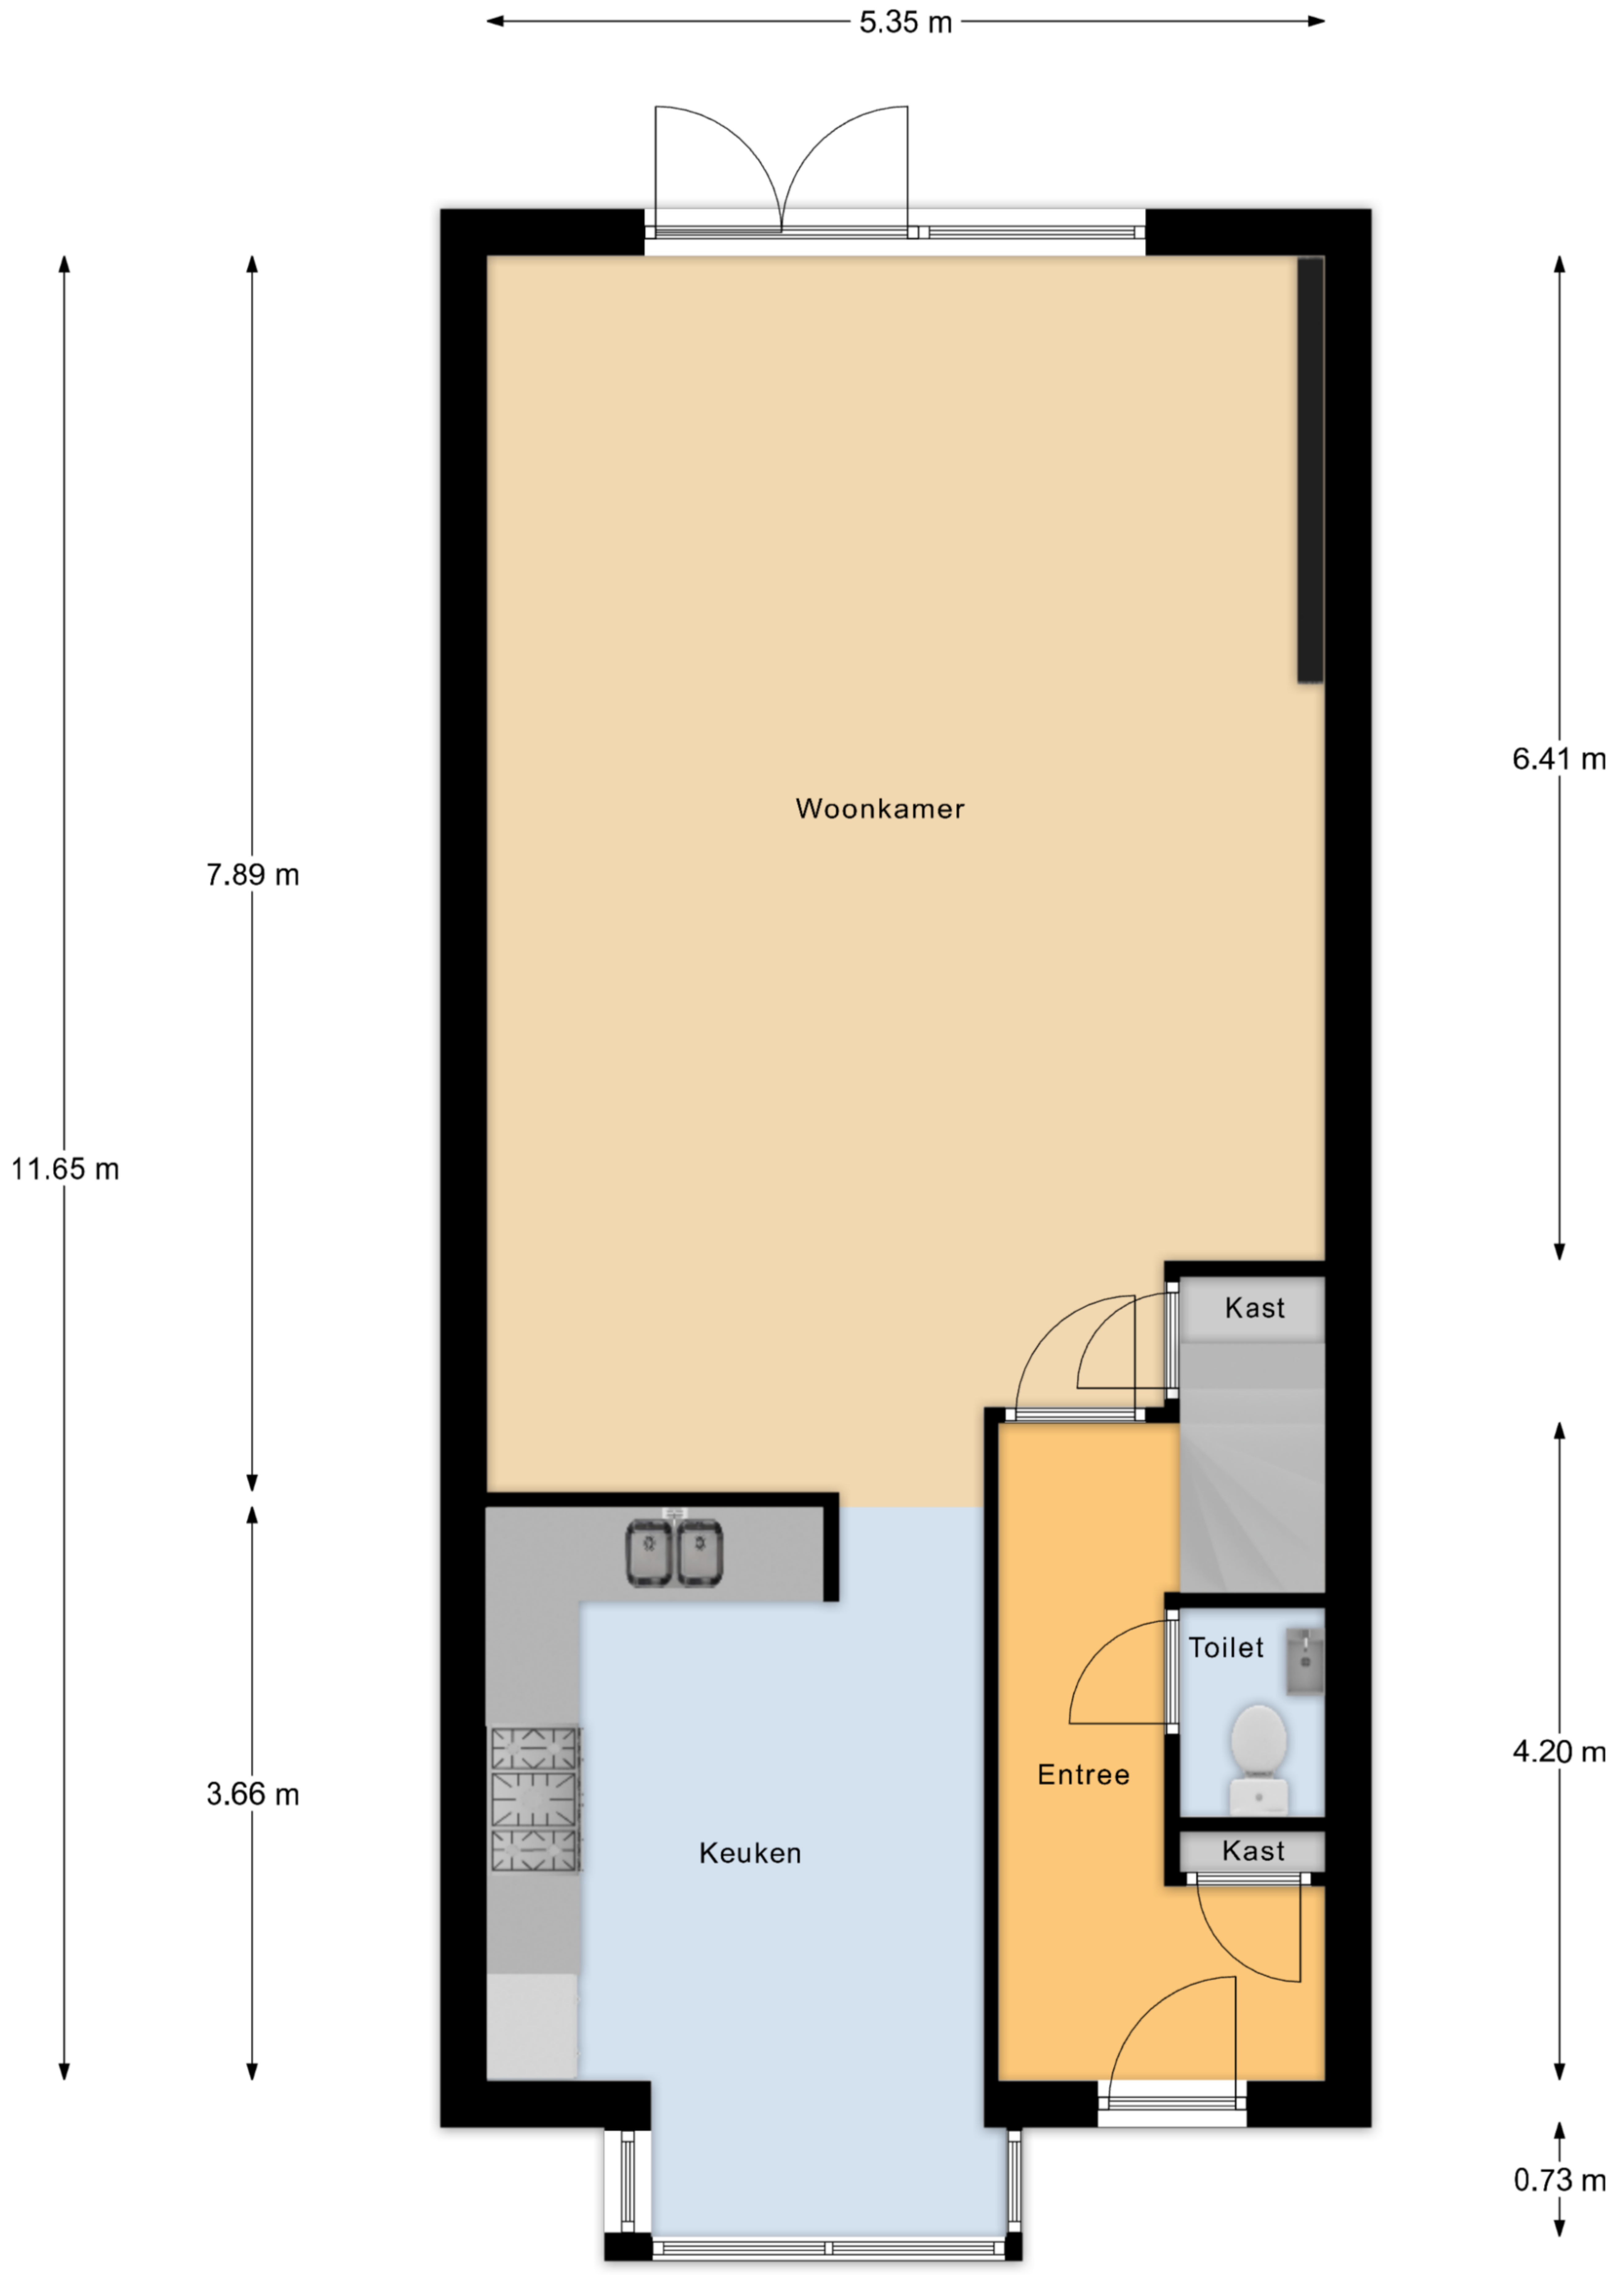 5.35 m
Woonkamer
6.41 m
7.89 m
11.65 m
Kast
Toilet
Entree
4.20 m
3.66 m
Keuken
Kast
0.73 m